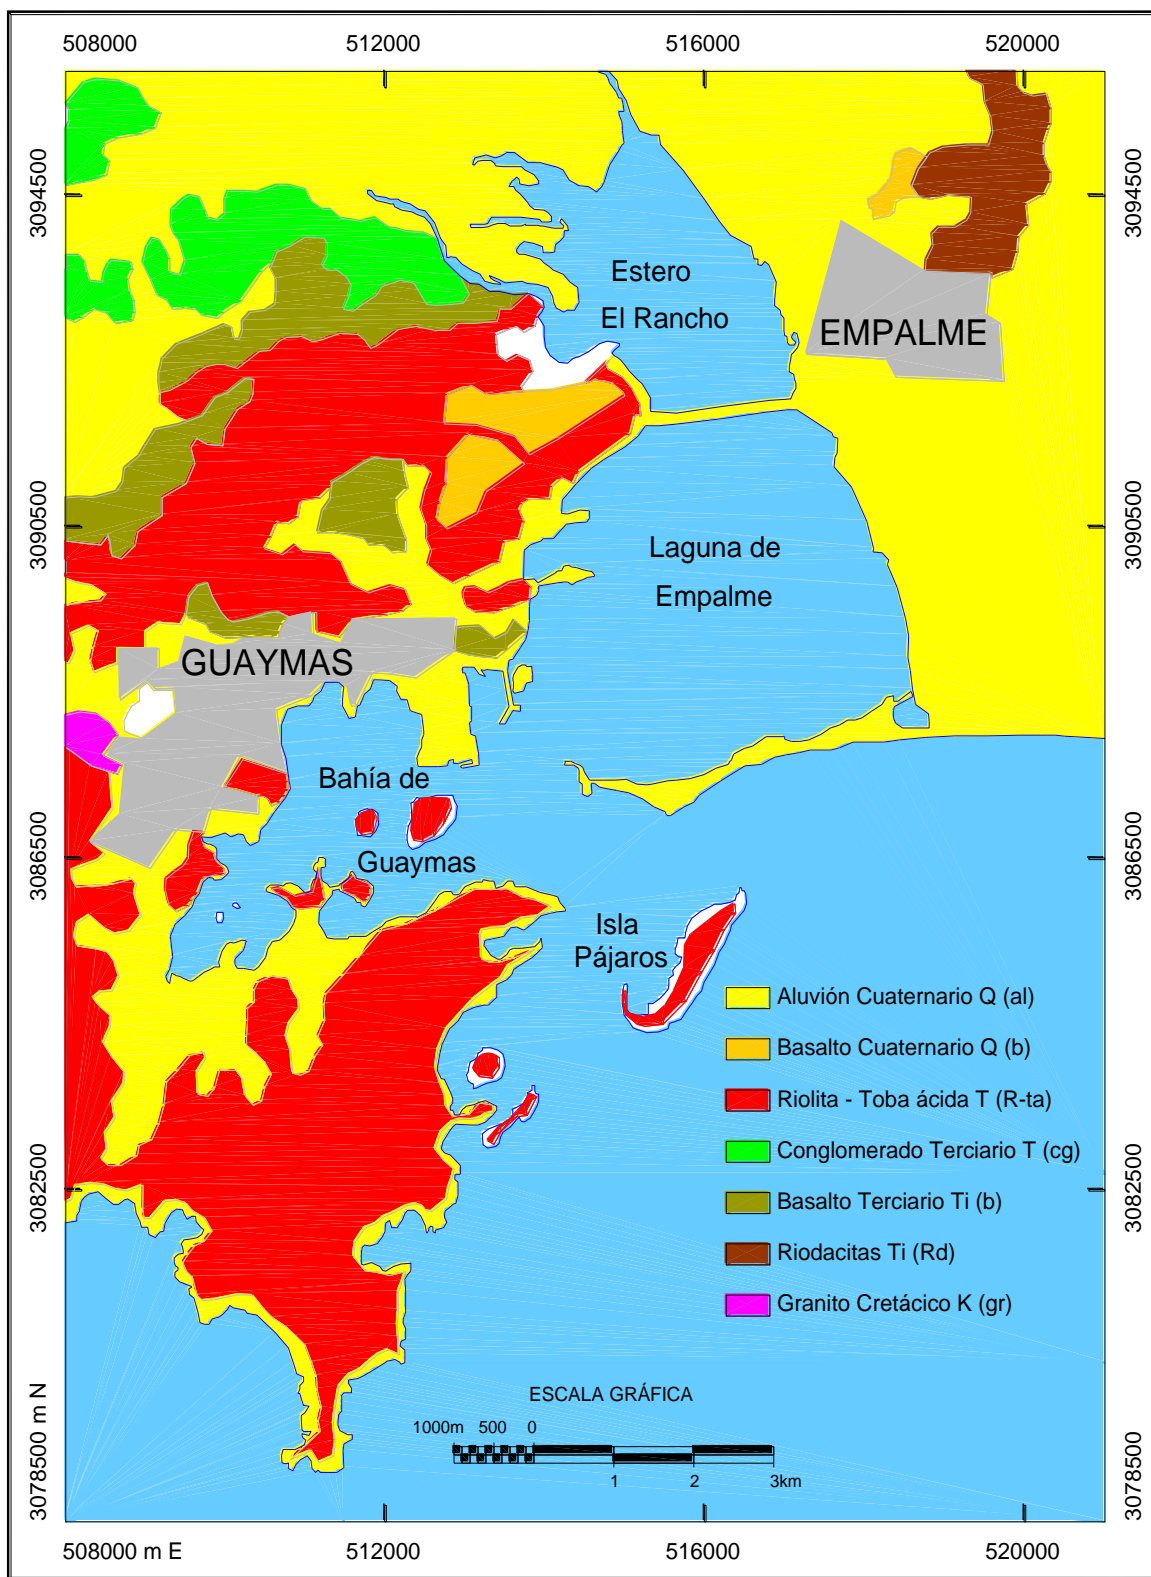 508000 512000 516000 520000
3094500
3094500
Estero
El Rancho
EMPALME
3090500
3090500
Laguna de
Empalme
GUAYMAS
Bahía de
3086500
3086500
Guaymas
Isla
Pájaros
Aluvión Cuaternario Q (al)
Basalto Cuaternario Q (b)
Riolita - Toba ácida T (R-ta)
Conglomerado Terciario T (cg)
3082500
3082500
Basalto Terciario Ti (b)
Riodacitas Ti (Rd)
Granito Cretácico K (gr)
ESCALA GRÁFICA
1000m 500 0
1 2 3km
3078500 m N
3078500
508000 m E 512000 516000 520000